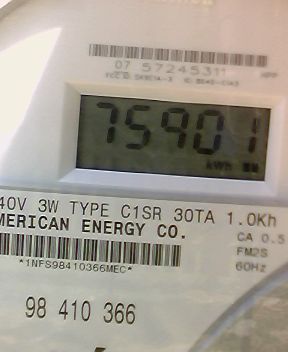 07 57245311
75901
kWh
40V 3W TYPE C1SR 30TA 1.0Kh
MERICAN ENERGY CO.
CA 0.5
FM2S
60Hz
*1NFS98410366MEC*
98 410 366